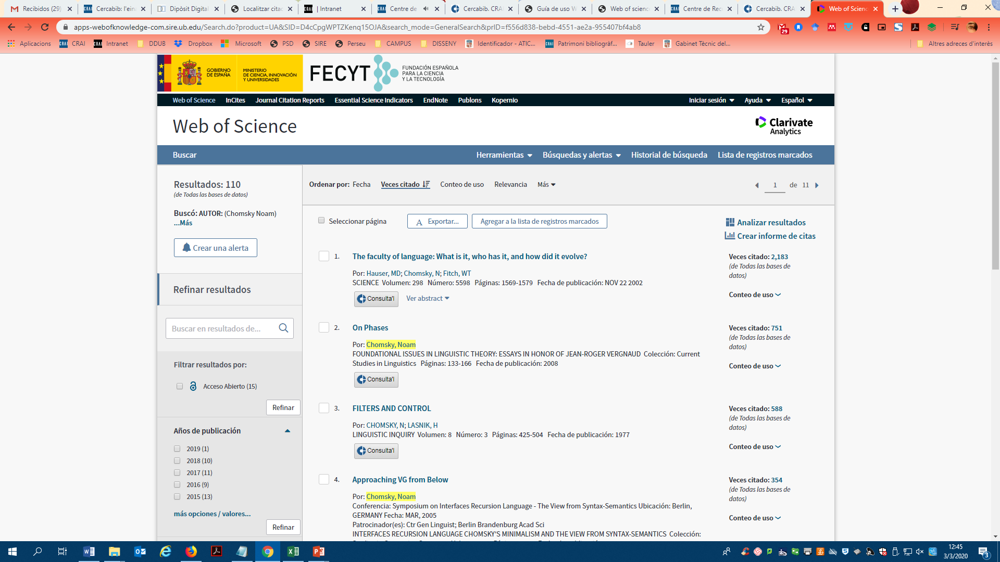 Recibidos (29)
Cercabib: l'ein
Dipòsit Digital
Localitzar citac
| Intranet
Centre de
Cercabib. CRA
Guía de uso W
Web of scienc
Centre de Rec
Cercabib. CRA
Web of Scienc
apps-webofknowledge-com.sire.ub.edu/Search.do?product=UA&SID=D4cCpgWPTZKenq15OJA&search_mode=GeneralSearch&prID=f556d838-bebd-4551-ae2a-955407bf4ab8
29
Aplicacions CRAI Intranet DDUB Dropbox Microsoft PSD SIRE Perseu CAMPUS DISSENY Identificador - ATIC... Patrimoni bibliogràf... Tauler Gabinet Tècnic del... Altres adreces d'interès
GOBIERNO DE ESPAÑA
MINISTERIO DE CIENCIA, INNOVACIÓN Y UNIVERSIDADES
FECYT
FUNDACIÓN ESPAÑOLA
PARA LA CIENCIA
Y LA TECNOLOGÍA
Web of Science InCites Journal Citation Reports Essential Science Indicators EndNote Publons Kopernio Iniciar sesión Ayuda Español
Web of Science
Clarivate
Analytics
Buscar Herramientas Búsquedas y alertas Historial de búsqueda Lista de registros marcados
Resultados: 110
(de Todas las bases de datos)
Buscó: AUTOR: (Chomsky Noam)
...Más
Crear una alerta
Refinar resultados
Buscar en resultados de...
Filtrar resultados por:
Acceso Abierto (15)
Refinar
Años de publicación
2019 (1)
2018 (10)
2017 (11)
2016 (9)
2015 (13)
más opciones / valores...
Refinar
Ordenar por: Fecha Veces citado Conteo de uso Relevancia Más
1 de 11
Seleccionar página
Exportar...
Agregar a la lista de registros marcados
Analizar resultados
Crear informe de citas
1. The faculty of language: What is it, who has it, and how did it evolve?
Por: Hauser, MD; Chomsky, N; Fitch, WT
SCIENCE Volumen: 298 Número: 5598 Páginas: 1569-1579 Fecha de publicación: NOV 22 2002
Consulta'l Ver abstract
Veces citado: 2,183
(de Todas las bases de
datos)
Conteo de uso
2. On Phases
Por: Chomsky, Noam
FOUNDATIONAL ISSUES IN LINGUISTIC THEORY: ESSAYS IN HONOR OF JEAN-ROGER VERGNAUD Colección: Current
Studies in Linguistics Páginas: 133-166 Fecha de publicación: 2008
Consulta'l
Veces citado: 751
(de Todas las bases de
datos)
Conteo de uso
3. FILTERS AND CONTROL
Por: CHOMSKY, N; LASNIK, H
LINGUISTIC INQUIRY Volumen: 8 Número: 3 Páginas: 425-504 Fecha de publicación: 1977
Consulta'l
Veces citado: 588
(de Todas las bases de
datos)
Conteo de uso
4. Approaching VG from Below
Por: Chomsky, Noam
Conferencia: Symposium on Interfaces Recursion Language - The View from Syntax-Semantics Ubicación: Berlin,
GERMANY Fecha: MAR, 2005
Patrocinador(es): Ctr Gen Linguist; Berlin Brandenburg Acad Sci
INTERFACES RECURSION LANGUAGE CHOMSKY'S MINIMALISM AND THE VIEW FROM SYNTAX-SEMANTICS Colección:
Veces citado: 354
(de Todas las bases de
datos)
Conteo de uso
12:45
3/3/2020
3